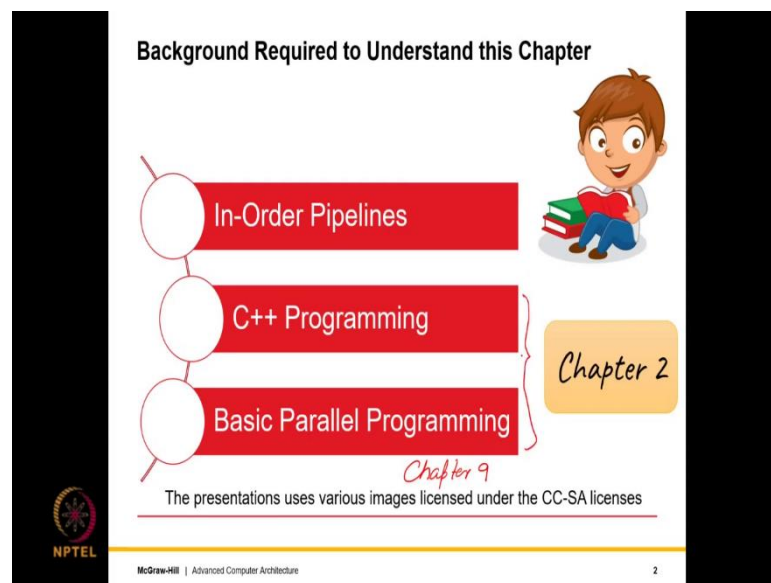 Background Required to Understand this Chapter
In-Order Pipelines
C++ Programming
Chapter 2
Basic Parallel Programming
Chapter 9
The presentations uses various images licensed under the CC-SA licenses
NPTEL
McGraw-Hill | Advanced Computer Architecture 2